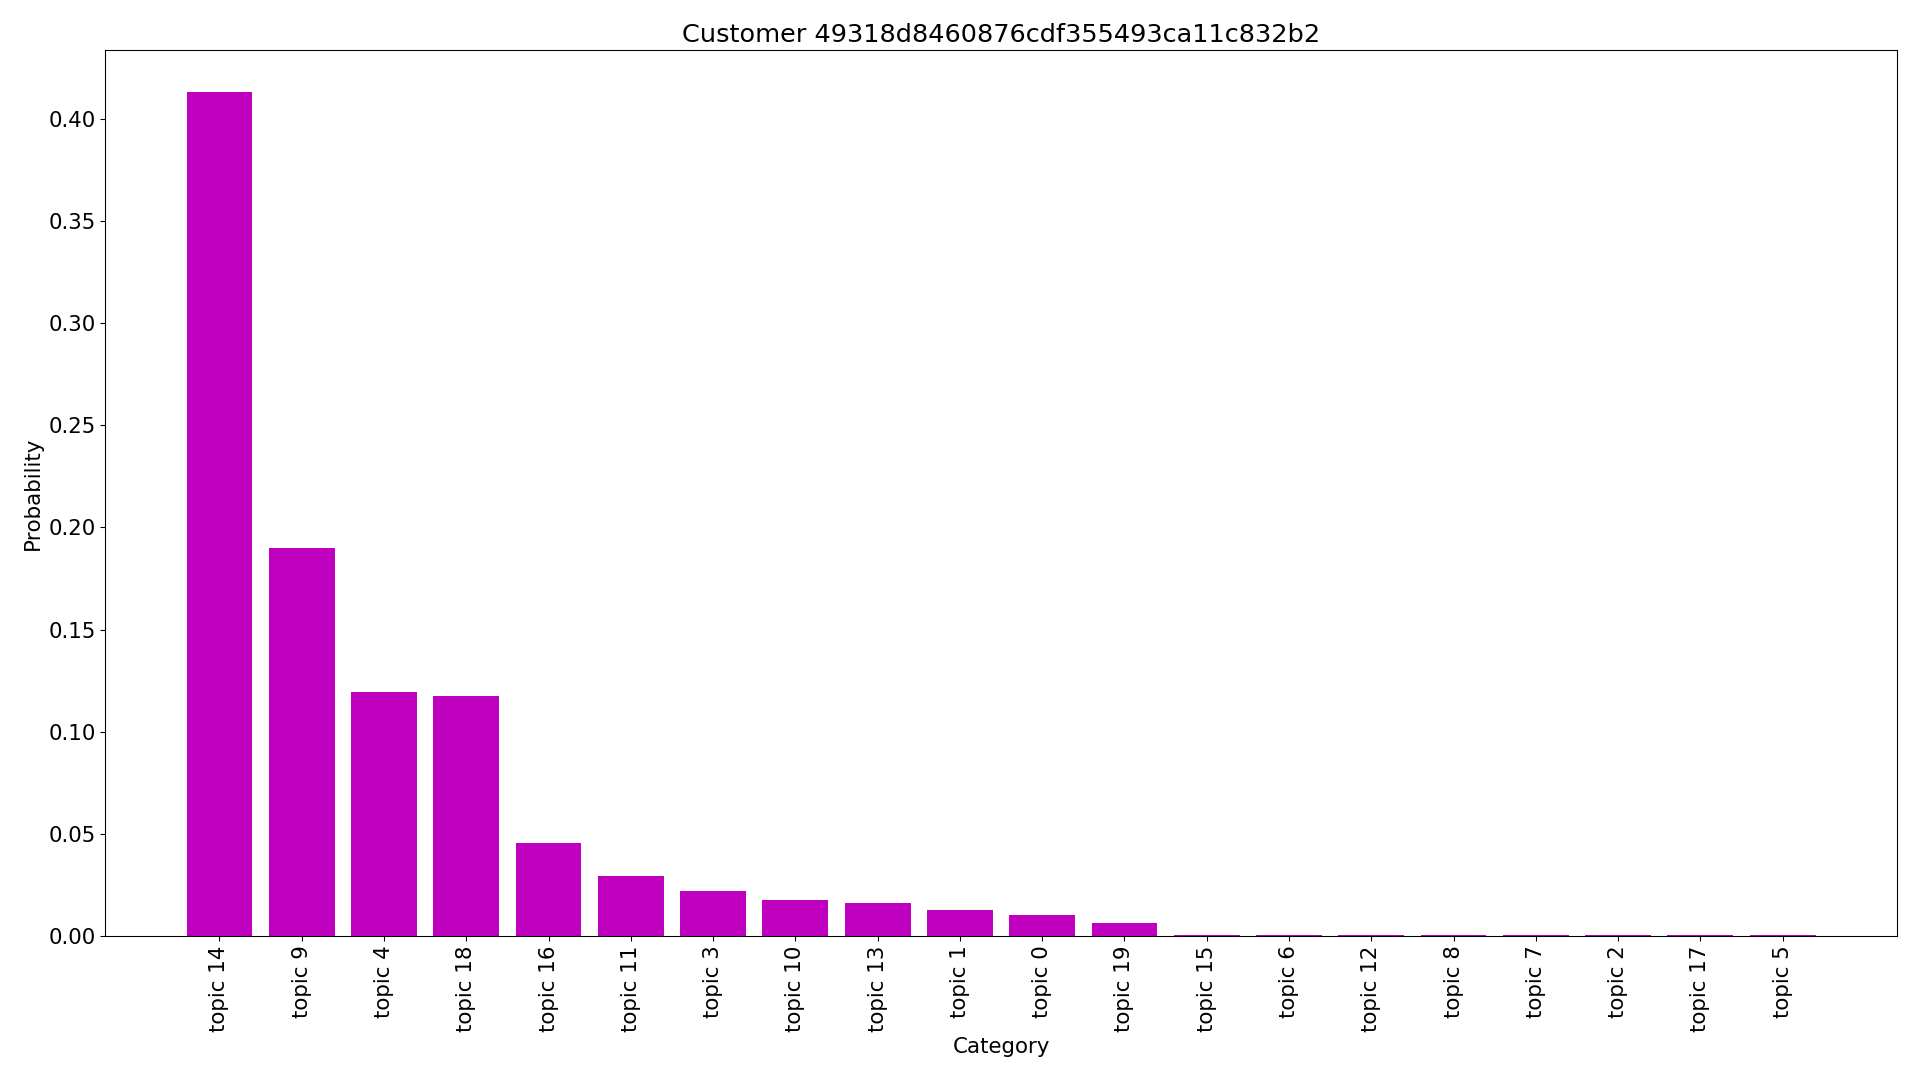 Customer 49318d8460876cdf355493ca11c832b2
Probability
0.40
0.35
0.30
0.25
0.20
0.15
0.10
0.05
0.00
topic 14
topic 9
topic 4
topic 18
topic 16
topic 11
topic 3
topic 10
topic 13
topic 1
topic 0
topic 19
topic 15
topic 6
topic 12
topic 8
topic 7
topic 2
topic 17
topic 5
Category